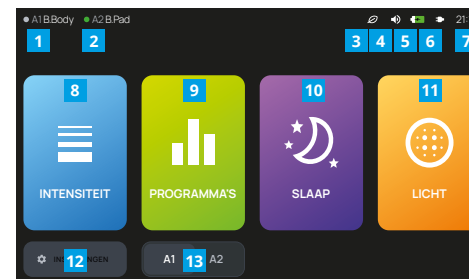 A1 B.Body A2 B.Pad 21:
1 2 3 4 5 6 7
8 9 10 11
INTENSITEIT PROGRAMMA'S SLAAP LICHT
12 A1 13 A2